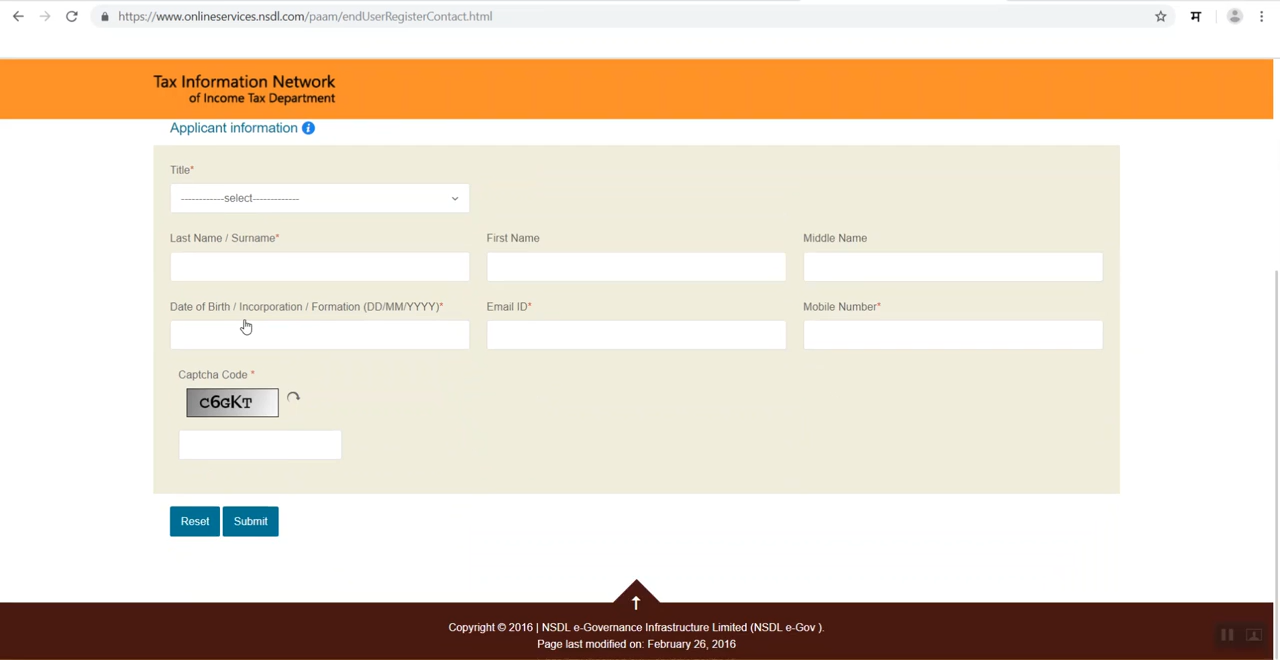 https://www.onlineservices.nsdl.com/paam/endUserRegisterContact.html
म
Tax Information Network
of Income Tax Department
Applicant information i
Title*
------------select-------------
Last Name / Surname*
First Name
Middle Name
Date of Birth / Incorporation / Formation (DD/MM/YYYY)*
Email ID*
Mobile Number*
Captcha Code *
C6GKT
Reset Submit
Copyright © 2016 | NSDL e-Governance Infrastructure Limited (NSDL e-Gov ).
Page last modified on: February 26, 2016